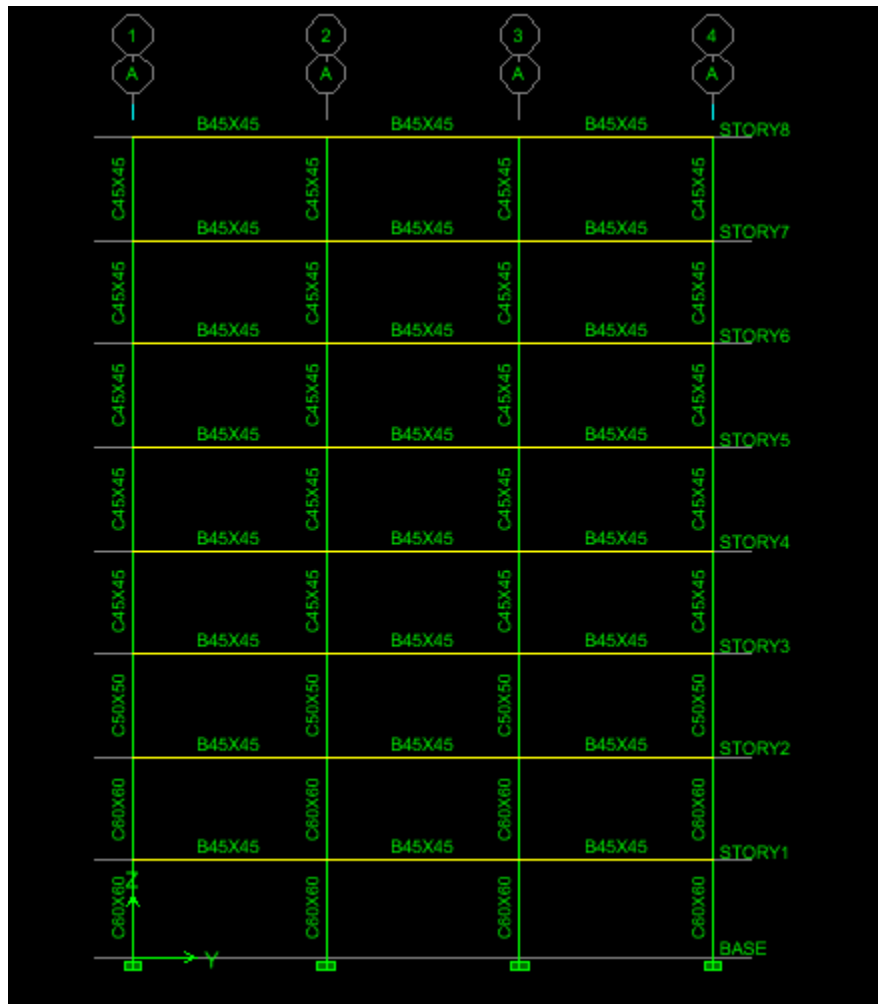 1 2 3 4
A A A A
B45X45 B45X45 B45X45 STORY8
C45X45 C45X45 C45X45 C45X45
B45X45 B45X45 B45X45 STORY7
C45X45 C45X45 C45X45 C45X45
B45X45 B45X45 B45X45 STORY6
C45X45 C45X45 C45X45 C45X45
B45X45 B45X45 B45X45 STORY5
C45X45 C45X45 C45X45 C45X45
B45X45 B45X45 B45X45 STORY4
C45X45 C45X45 C45X45 C45X45
B45X45 B45X45 B45X45 STORY3
C50X50 C50X50 C50X50 C50X50
B45X45 B45X45 B45X45 STORY2
C60X60 C60X60 C60X60 C60X60
B45X45 B45X45 B45X45 STORY1
Z
C60X60 C60X60 C60X60 C60X60
BASE
Y